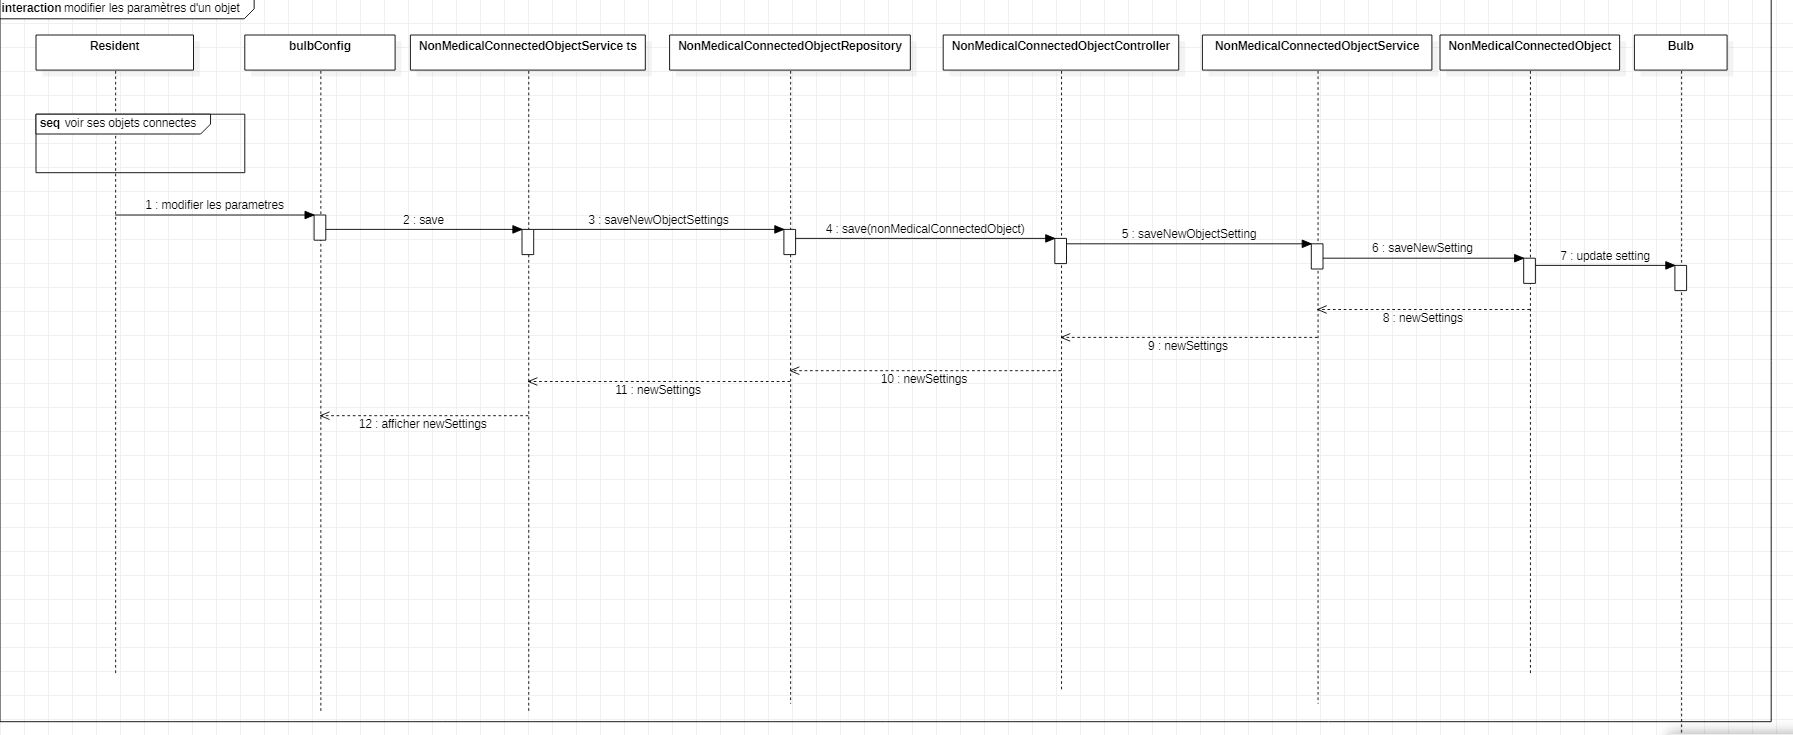 interaction modifier les paramètres d'un objet
Resident
bulbConfig
NonMedicalConnectedObjectService ts
NonMedicalConnectedObjectRepository
NonMedicalConnectedObjectController
NonMedicalConnectedObjectService
NonMedicalConnectedObject
Bulb
seq voir ses objets connectes
1 : modifier les parametres
2 : save
3 : saveNewObjectSettings
4 : save(nonMedicalConnectedObject)
5 : saveNewObjectSetting
6 : saveNewSetting
7 : update setting
8 : newSettings
9 : newSettings
10 : newSettings
11 : newSettings
12 : afficher newSettings